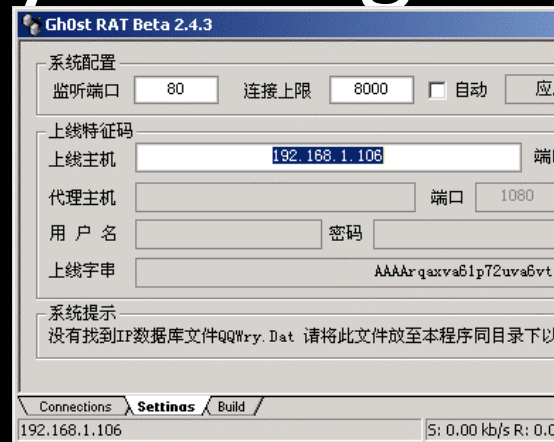 Gh0st RAT Beta 2.4.3
系统配置
监听端口 80 连接上限 8000 自动
上线特征码
上线主机 192.168.1.106
代理主机 端口 1080
用 户 名 密码
上线字串 AAAArqaxva61p72uva6vt
系统提示
没有找到IP数据库文件QQWry.Dat 请将此文件放至本程序同目录下以
Connections Settings Build
192.168.1.106 S: 0.00 kb/s R: 0.0